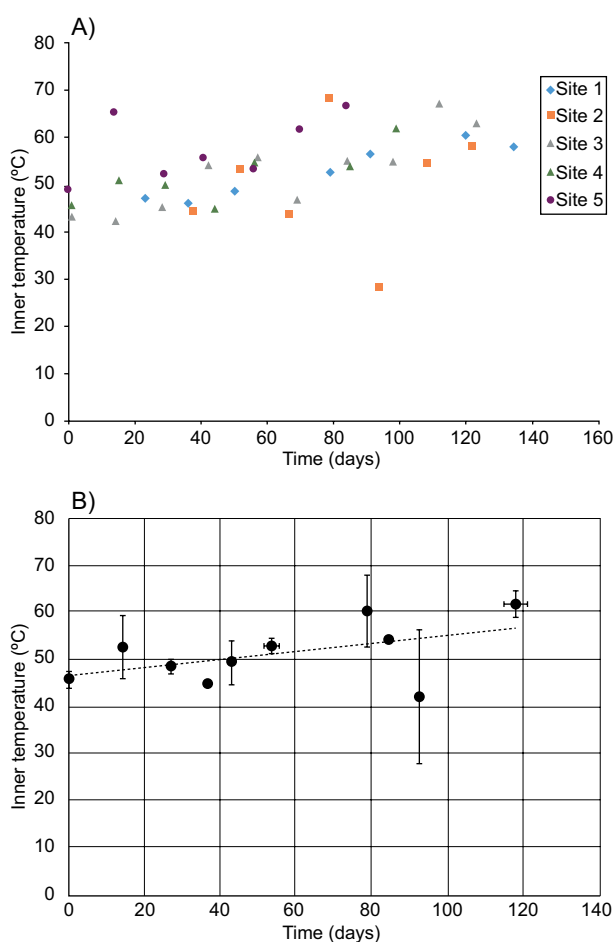 A)
80
70
60
50
40
30
20
10
0
Inner temperature (ºC)
0 20 40 60 80 100 120 140 160
Time (days)
Site 1
Site 2
Site 3
Site 4
Site 5
B)
80
70
60
50
40
30
20
10
0
Inner temperature (ºC)
0 20 40 60 80 100 120 140
Time (days)